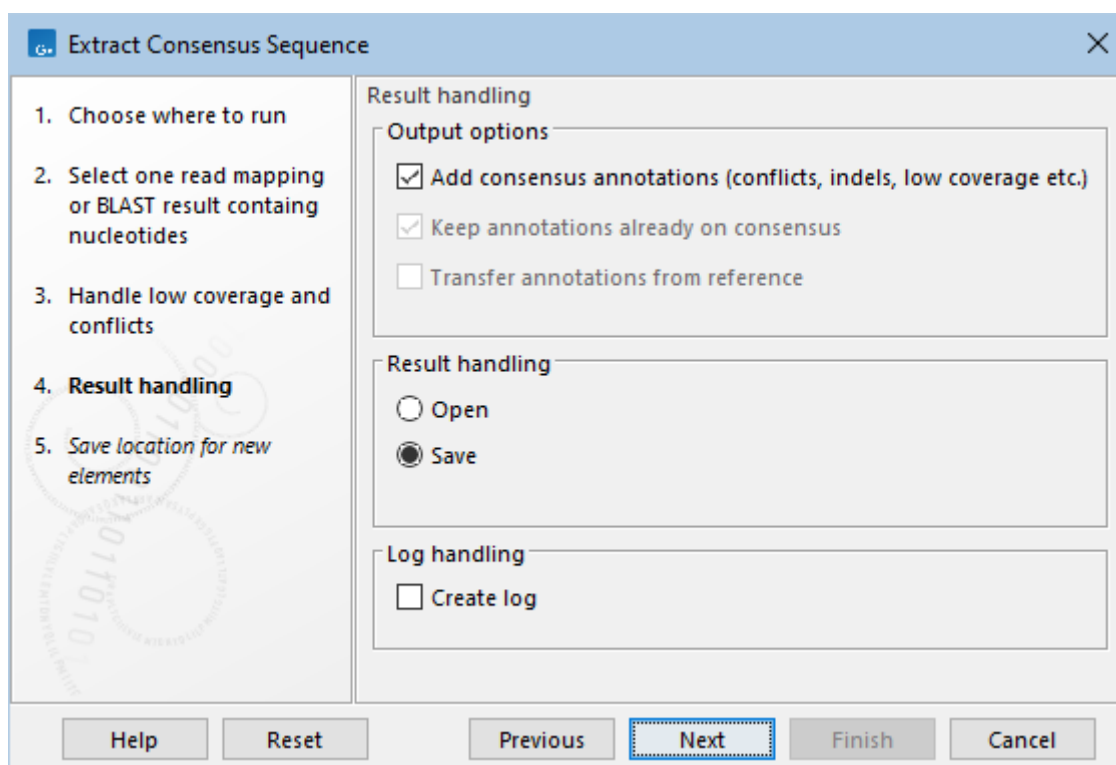 G.
Extract Consensus Sequence
1. Choose where to run
2. Select one read mapping
or BLAST result containg
nucleotides
3. Handle low coverage and
conflicts
4. Result handling
5. Save location for new
elements
Result handling
Output options
Add consensus annotations (conflicts, indels, low coverage etc.)
Keep annotations already on consensus
Transfer annotations from reference
Result handling
Open
Save
Log handling
Create log
Help
Reset
Previous
Next
Finish
Cancel